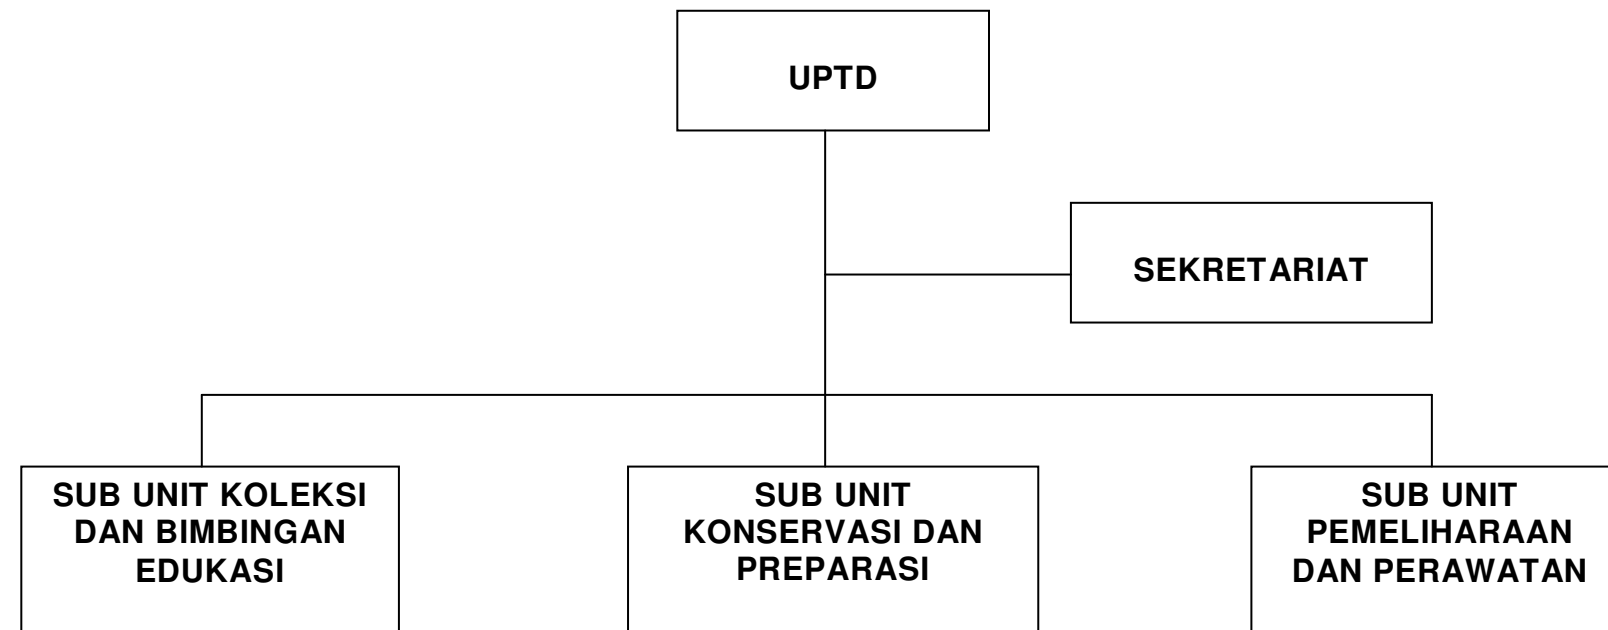 UPTD
SEKRETARIAT
SUB UNIT KOLEKSI
DAN BIMBINGAN
EDUKASI
SUB UNIT
KONSERVASI DAN
PREPARASI
SUB UNIT
PEMELIHARAAN
DAN PERAWATAN